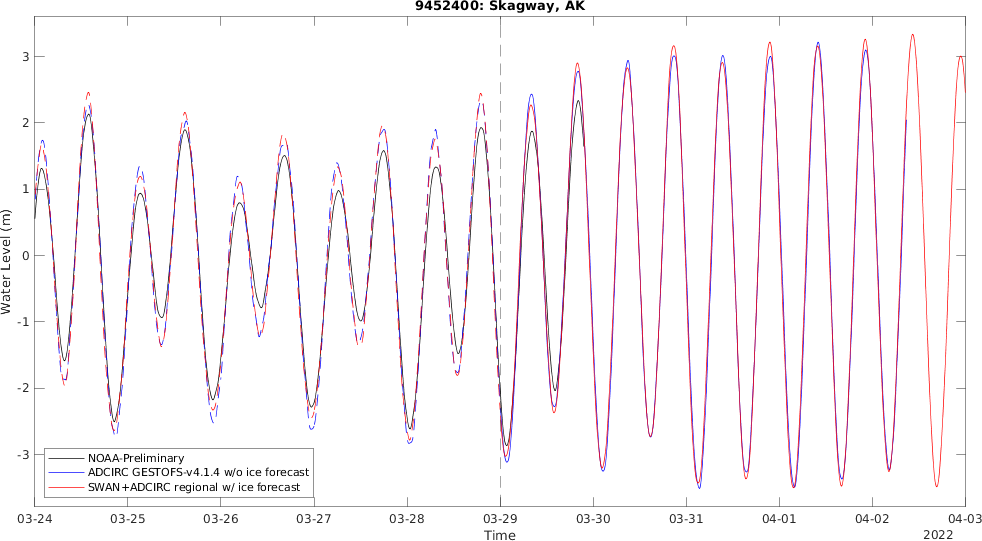 9452400: Skagway, AK
3
2
1
0
-1
-2
-3
Water Level (m)
NOAA-Preliminary
ADCIRC GESTOFS-v4.1.4 w/o ice forecast
SWAN+ADCIRC regional w/ ice forecast
03-24 03-25 03-26 03-27 03-28 03-29 03-30 03-31 04-01 04-02 04-03
Time
2022